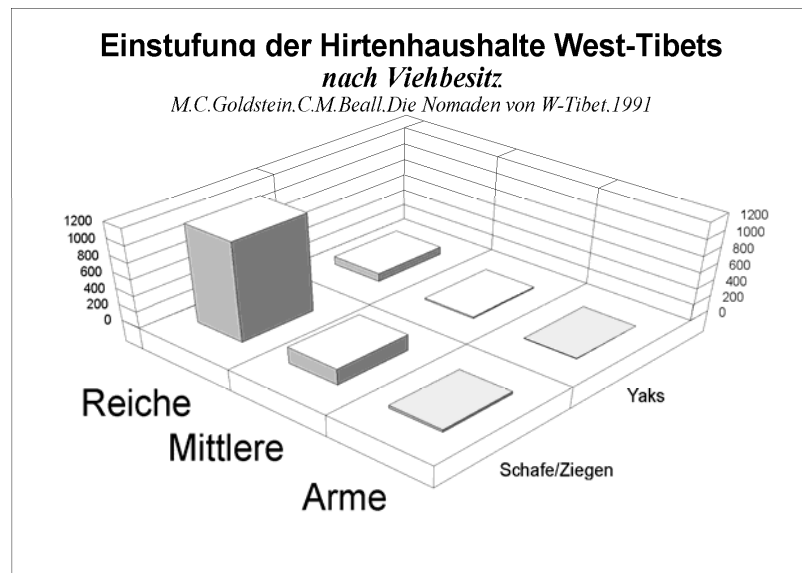 Einstufung der Hirtenhaushalte West-Tibets
nach Viehbesitz
M.C.Goldstein,C.M.Beall,Die Nomaden von W-Tibet,1991
1200
1000
800
600
400
200
0
1200
1000
800
600
400
200
0
Reiche
Mittlere
Arme
Yaks
Schafe/Ziegen